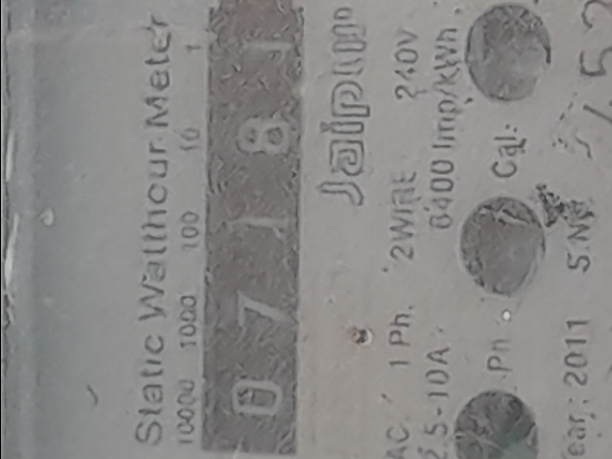 Static Watthour Meter
10000 1000 100 10 1
0 7 1 8 1
Jaipur
AC. 1 Ph. 2WIRE 240V
2.5-10A 6400 Imp/kWh
Ph Cal:
Year: 2011 S.No